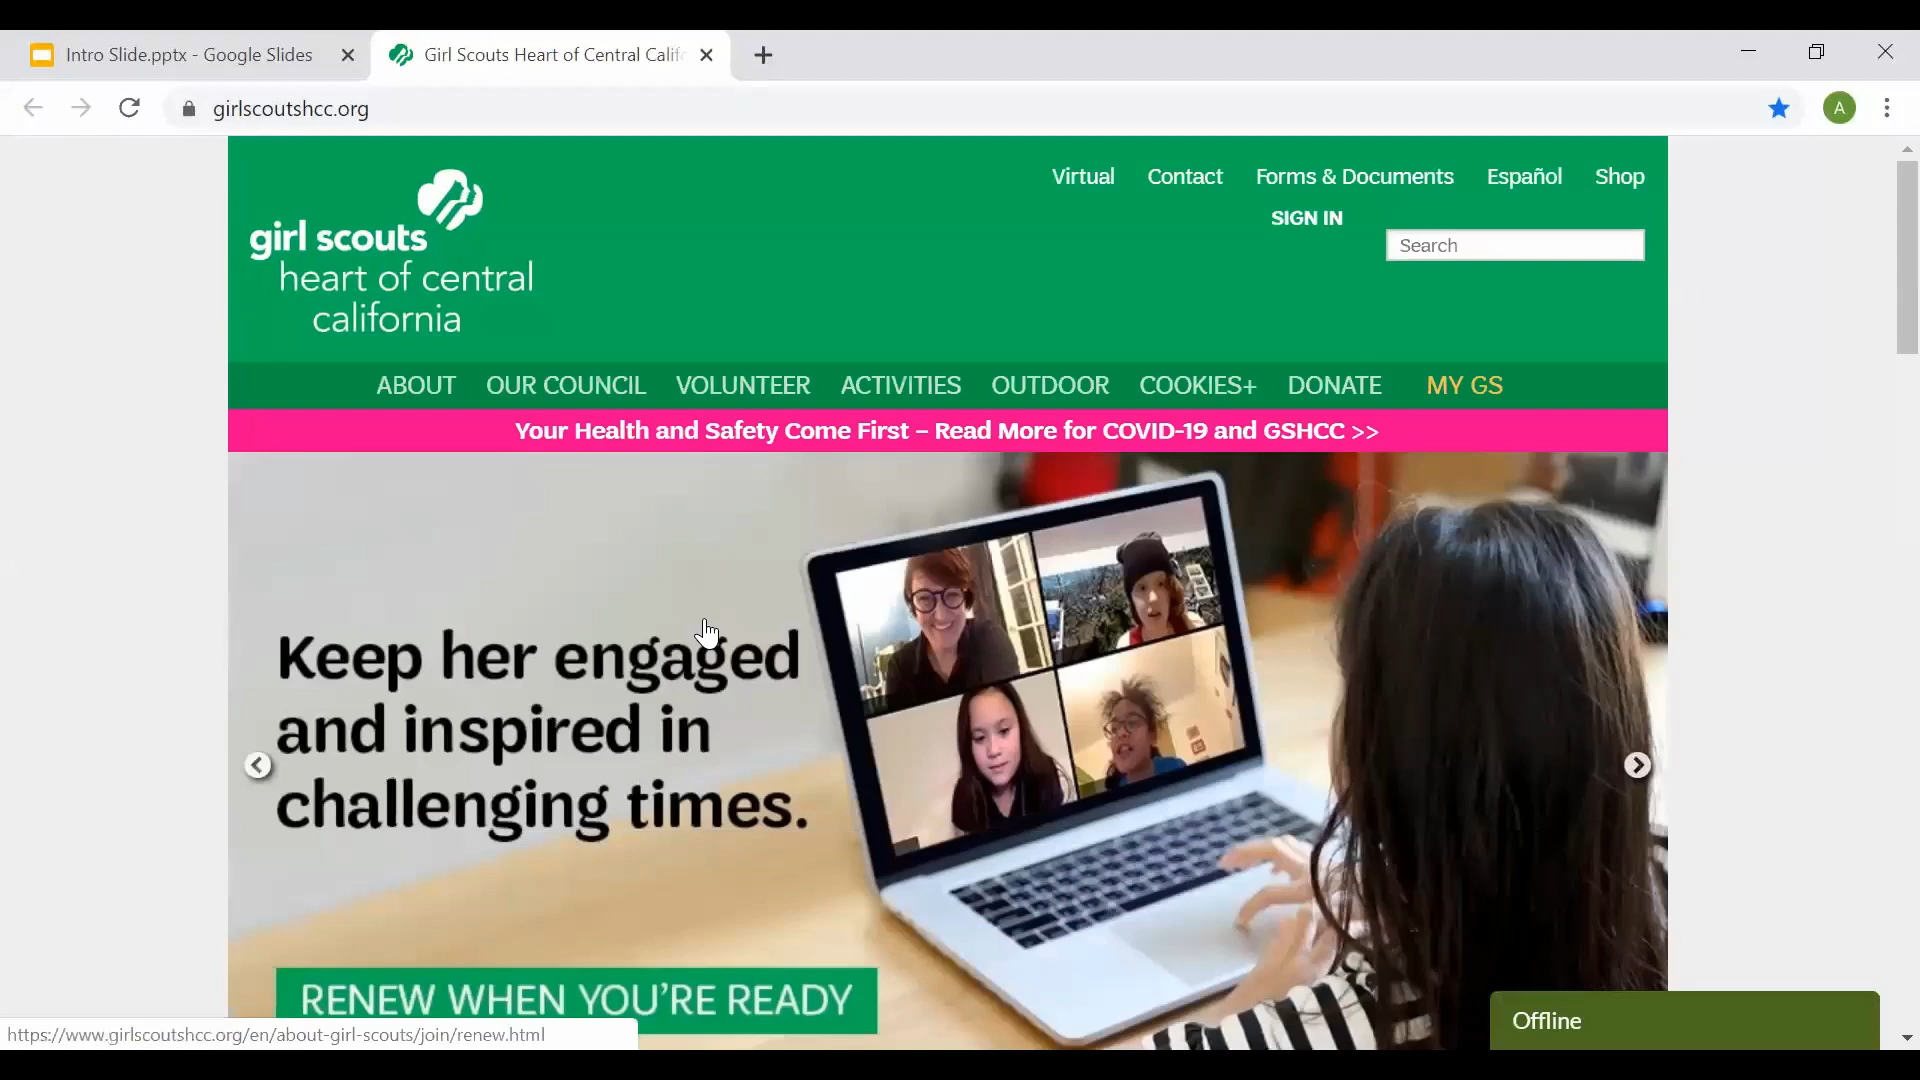 Intro Slide.pptx - Google Slides
Girl Scouts Heart of Central Calif
girlscoutshcc.org
A
Virtual Contact Forms & Documents Español Shop
SIGN IN
Search
girl scouts
heart of central
california
ABOUT OUR COUNCIL VOLUNTEER ACTIVITIES OUTDOOR COOKIES+ DONATE MY GS
Your Health and Safety Come First – Read More for COVID-19 and GSHCC >>
Keep her engaged
and inspired in
challenging times.
RENEW WHEN YOU'RE READY
Offline
https://www.girlscoutshcc.org/en/about-girl-scouts/join/renew.html